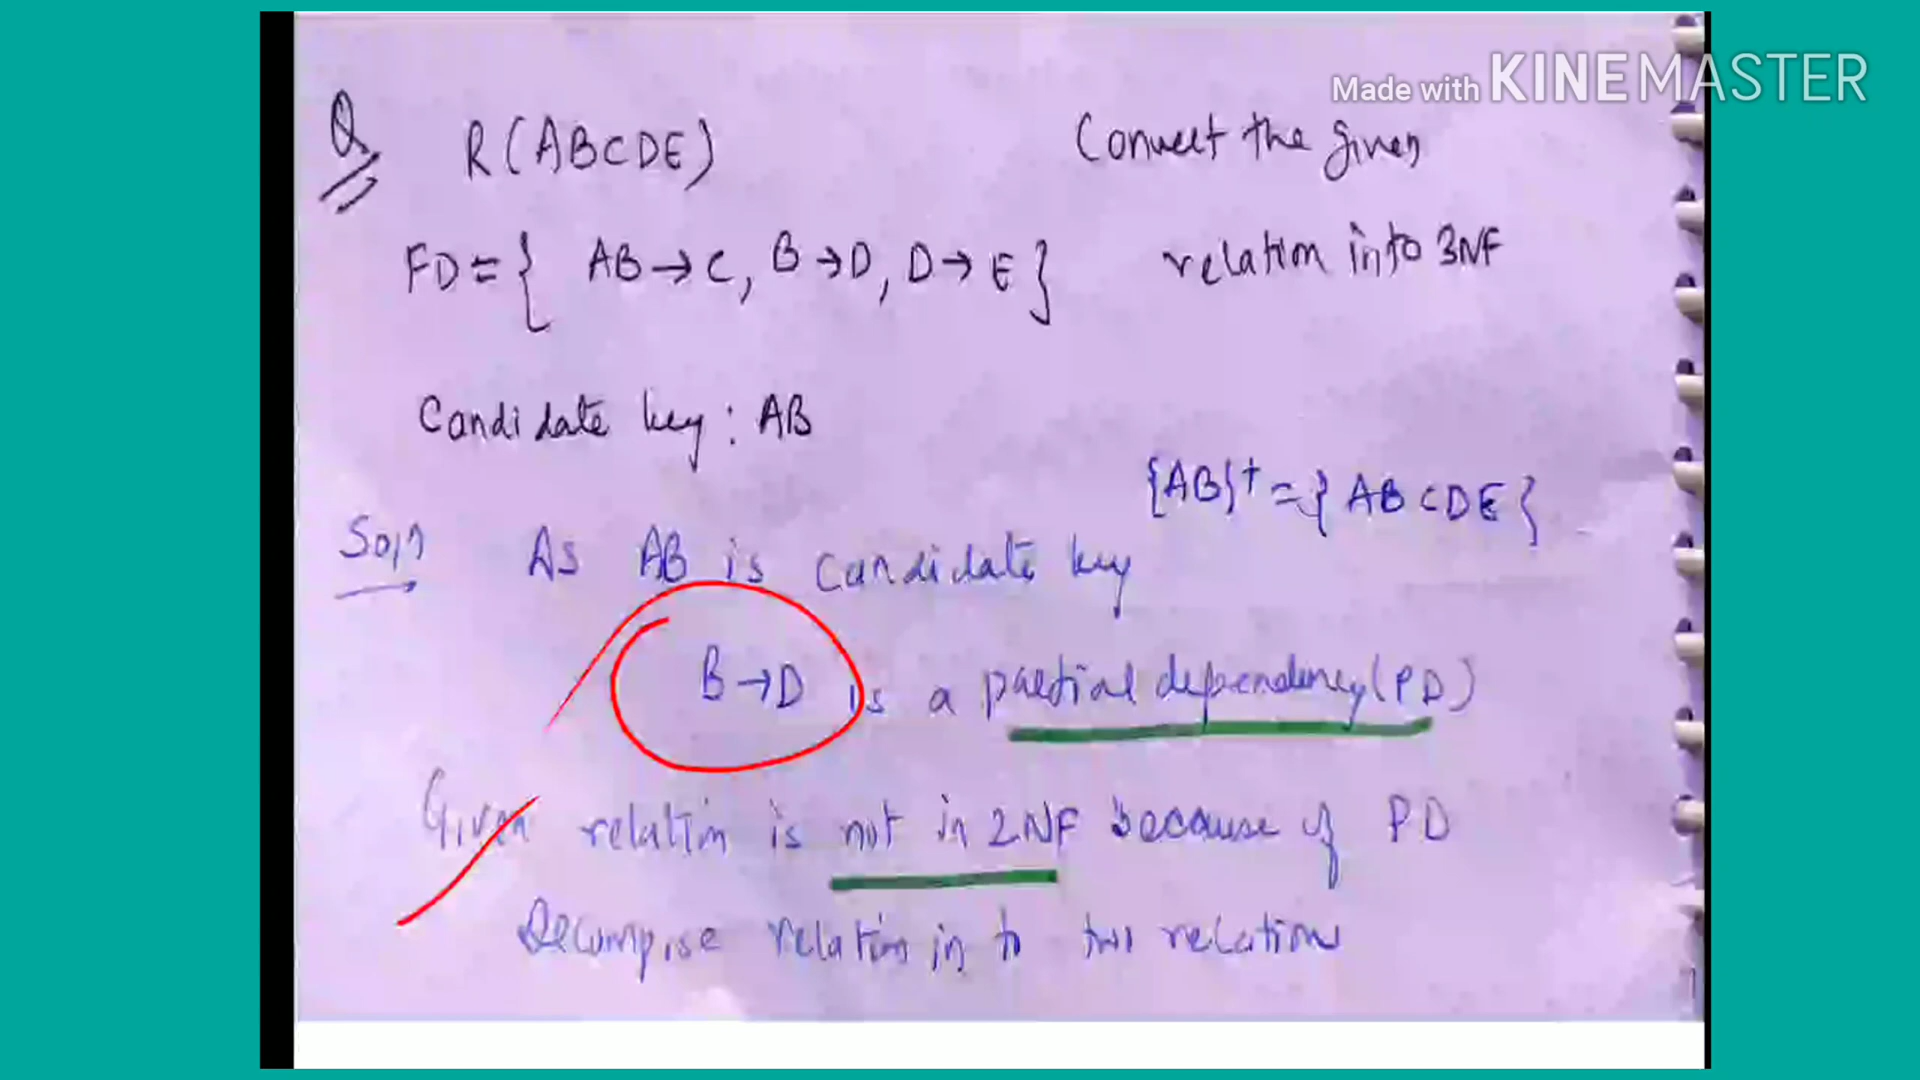 Made with KINEMASTER
Q R(ABCDE) Convert the given
FD = { AB → C, B → D, D → E } relation into 3NF
Candidate key : AB
{AB}+ = { ABCDE }
Soln As AB is candidate key
B → D is a partial dependency (PD)
Given relation is not in 2NF because of PD
Decompose relation in to two relations